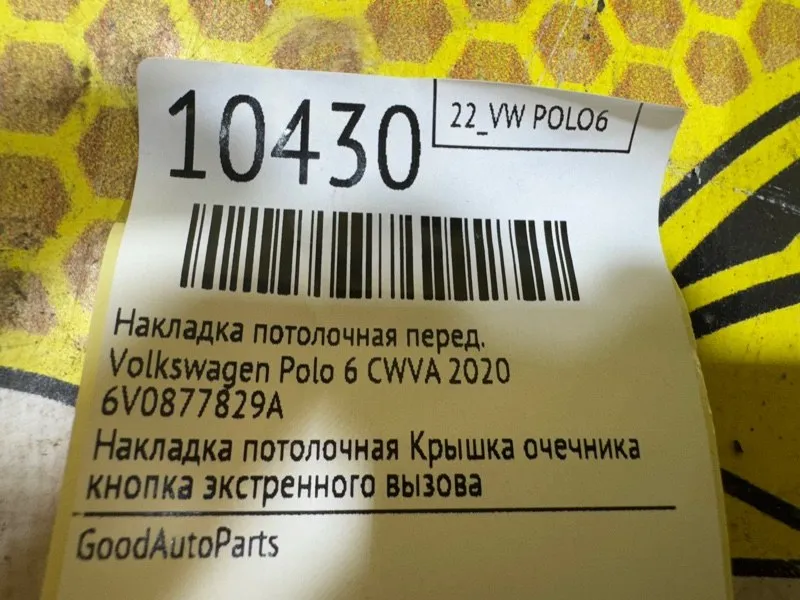 10430
22_VW POLO6
Накладка потолочная перед.
Volkswagen Polo 6 CWVA 2020
6V0877829A
Накладка потолочная Крышка очечника
кнопка экстренного вызова
GoodAutoParts